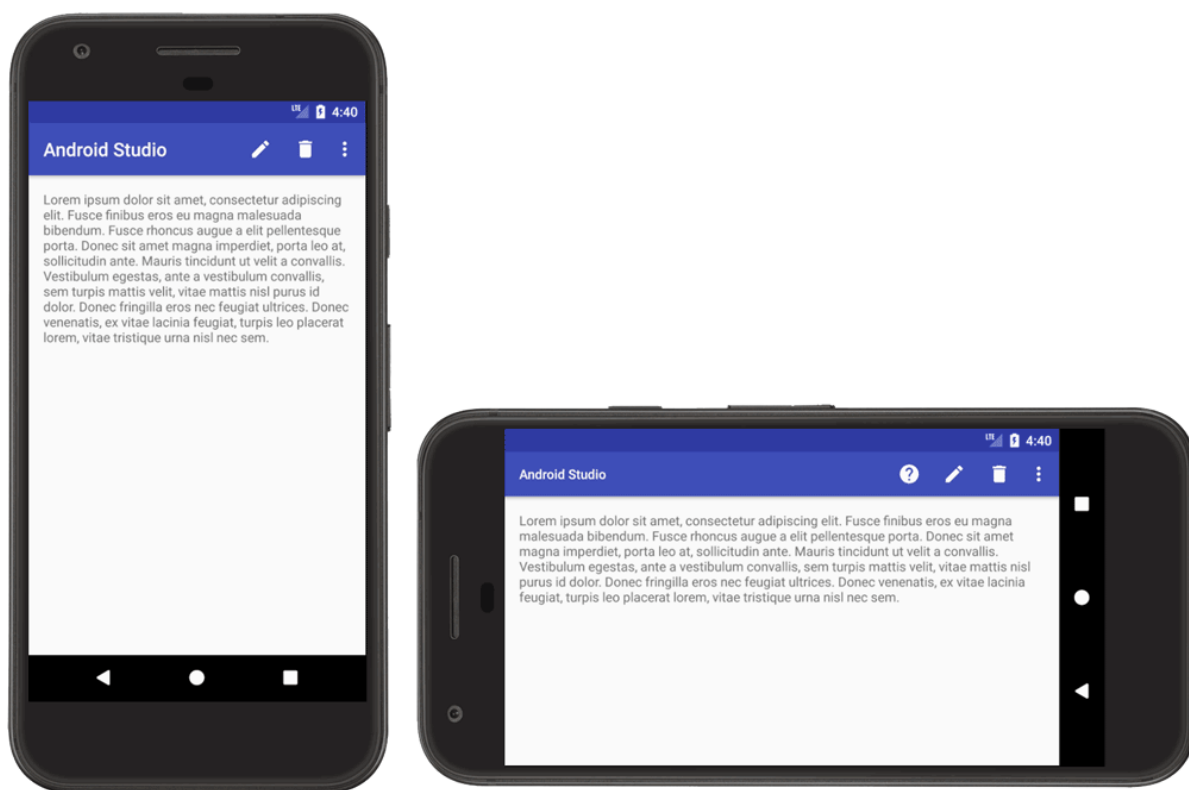 LTE 4:40
Android Studio
Lorem ipsum dolor sit amet, consectetur adipiscing
elit. Fusce finibus eros eu magna malesuada
bibendum. Fusce rhoncus augue a elit pellentesque
porta. Donec sit amet magna imperdiet, porta leo at,
sollicitudin ante. Mauris tincidunt ut velit a convallis.
Vestibulum egestas, ante a vestibulum convallis,
sem turpis mattis velit, vitae mattis nisl purus id
dolor. Donec fringilla eros nec feugiat ultrices. Donec
venenatis, ex vitae lacinia feugiat, turpis leo placerat
lorem, vitae tristique urna nisl nec sem.
LTE 4:40
Android Studio ?
Lorem ipsum dolor sit amet, consectetur adipiscing elit. Fusce finibus eros eu magna
malesuada bibendum. Fusce rhoncus augue a elit pellentesque porta. Donec sit amet
magna imperdiet, porta leo at, sollicitudin ante. Mauris tincidunt ut velit a convallis.
Vestibulum egestas, ante a vestibulum convallis, sem turpis mattis velit, vitae mattis nisl
purus id dolor. Donec fringilla eros nec feugiat ultrices. Donec venenatis, ex vitae lacinia
feugiat, turpis leo placerat lorem, vitae tristique urna nisl nec sem.